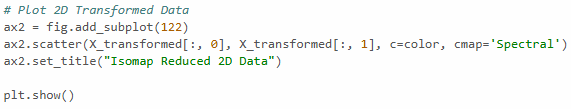 # Plot 2D Transformed Data
ax2 = fig.add_subplot(122)
ax2.scatter(X_transformed[:, 0], X_transformed[:, 1], c=color, cmap='Spectral')
ax2.set_title("Isomap Reduced 2D Data")
plt.show()